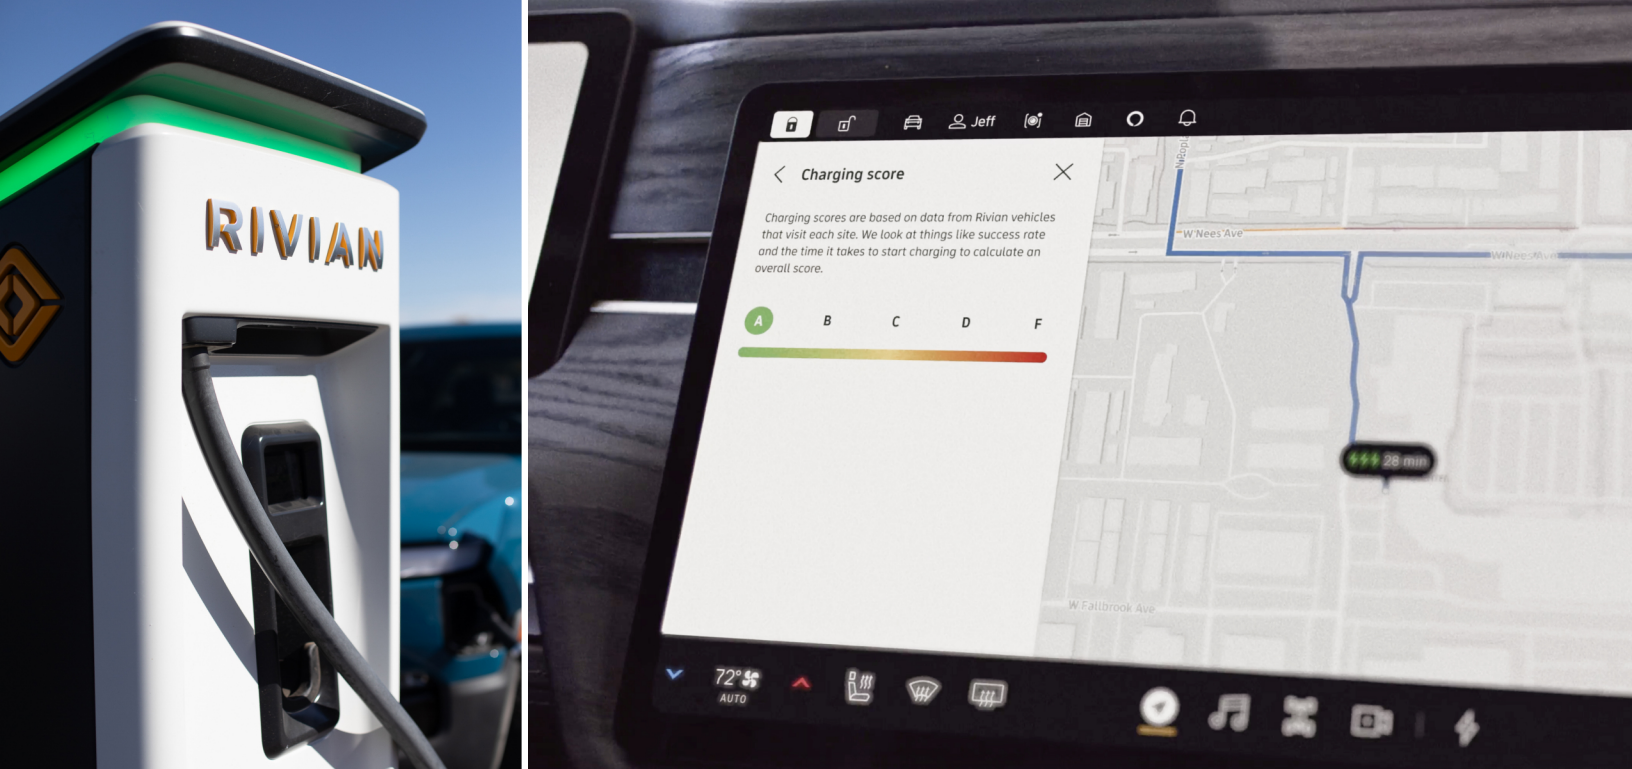 RIVIAN
Jeff
Charging score
Charging scores are based on data from Rivian vehicles
that visit each site. We look at things like success rate
and the time it takes to start charging to calculate an
overall score.
A B C D F
W Nees Ave
W Nees Ave
28 min
W Fallbrook Ave
72°
AUTO